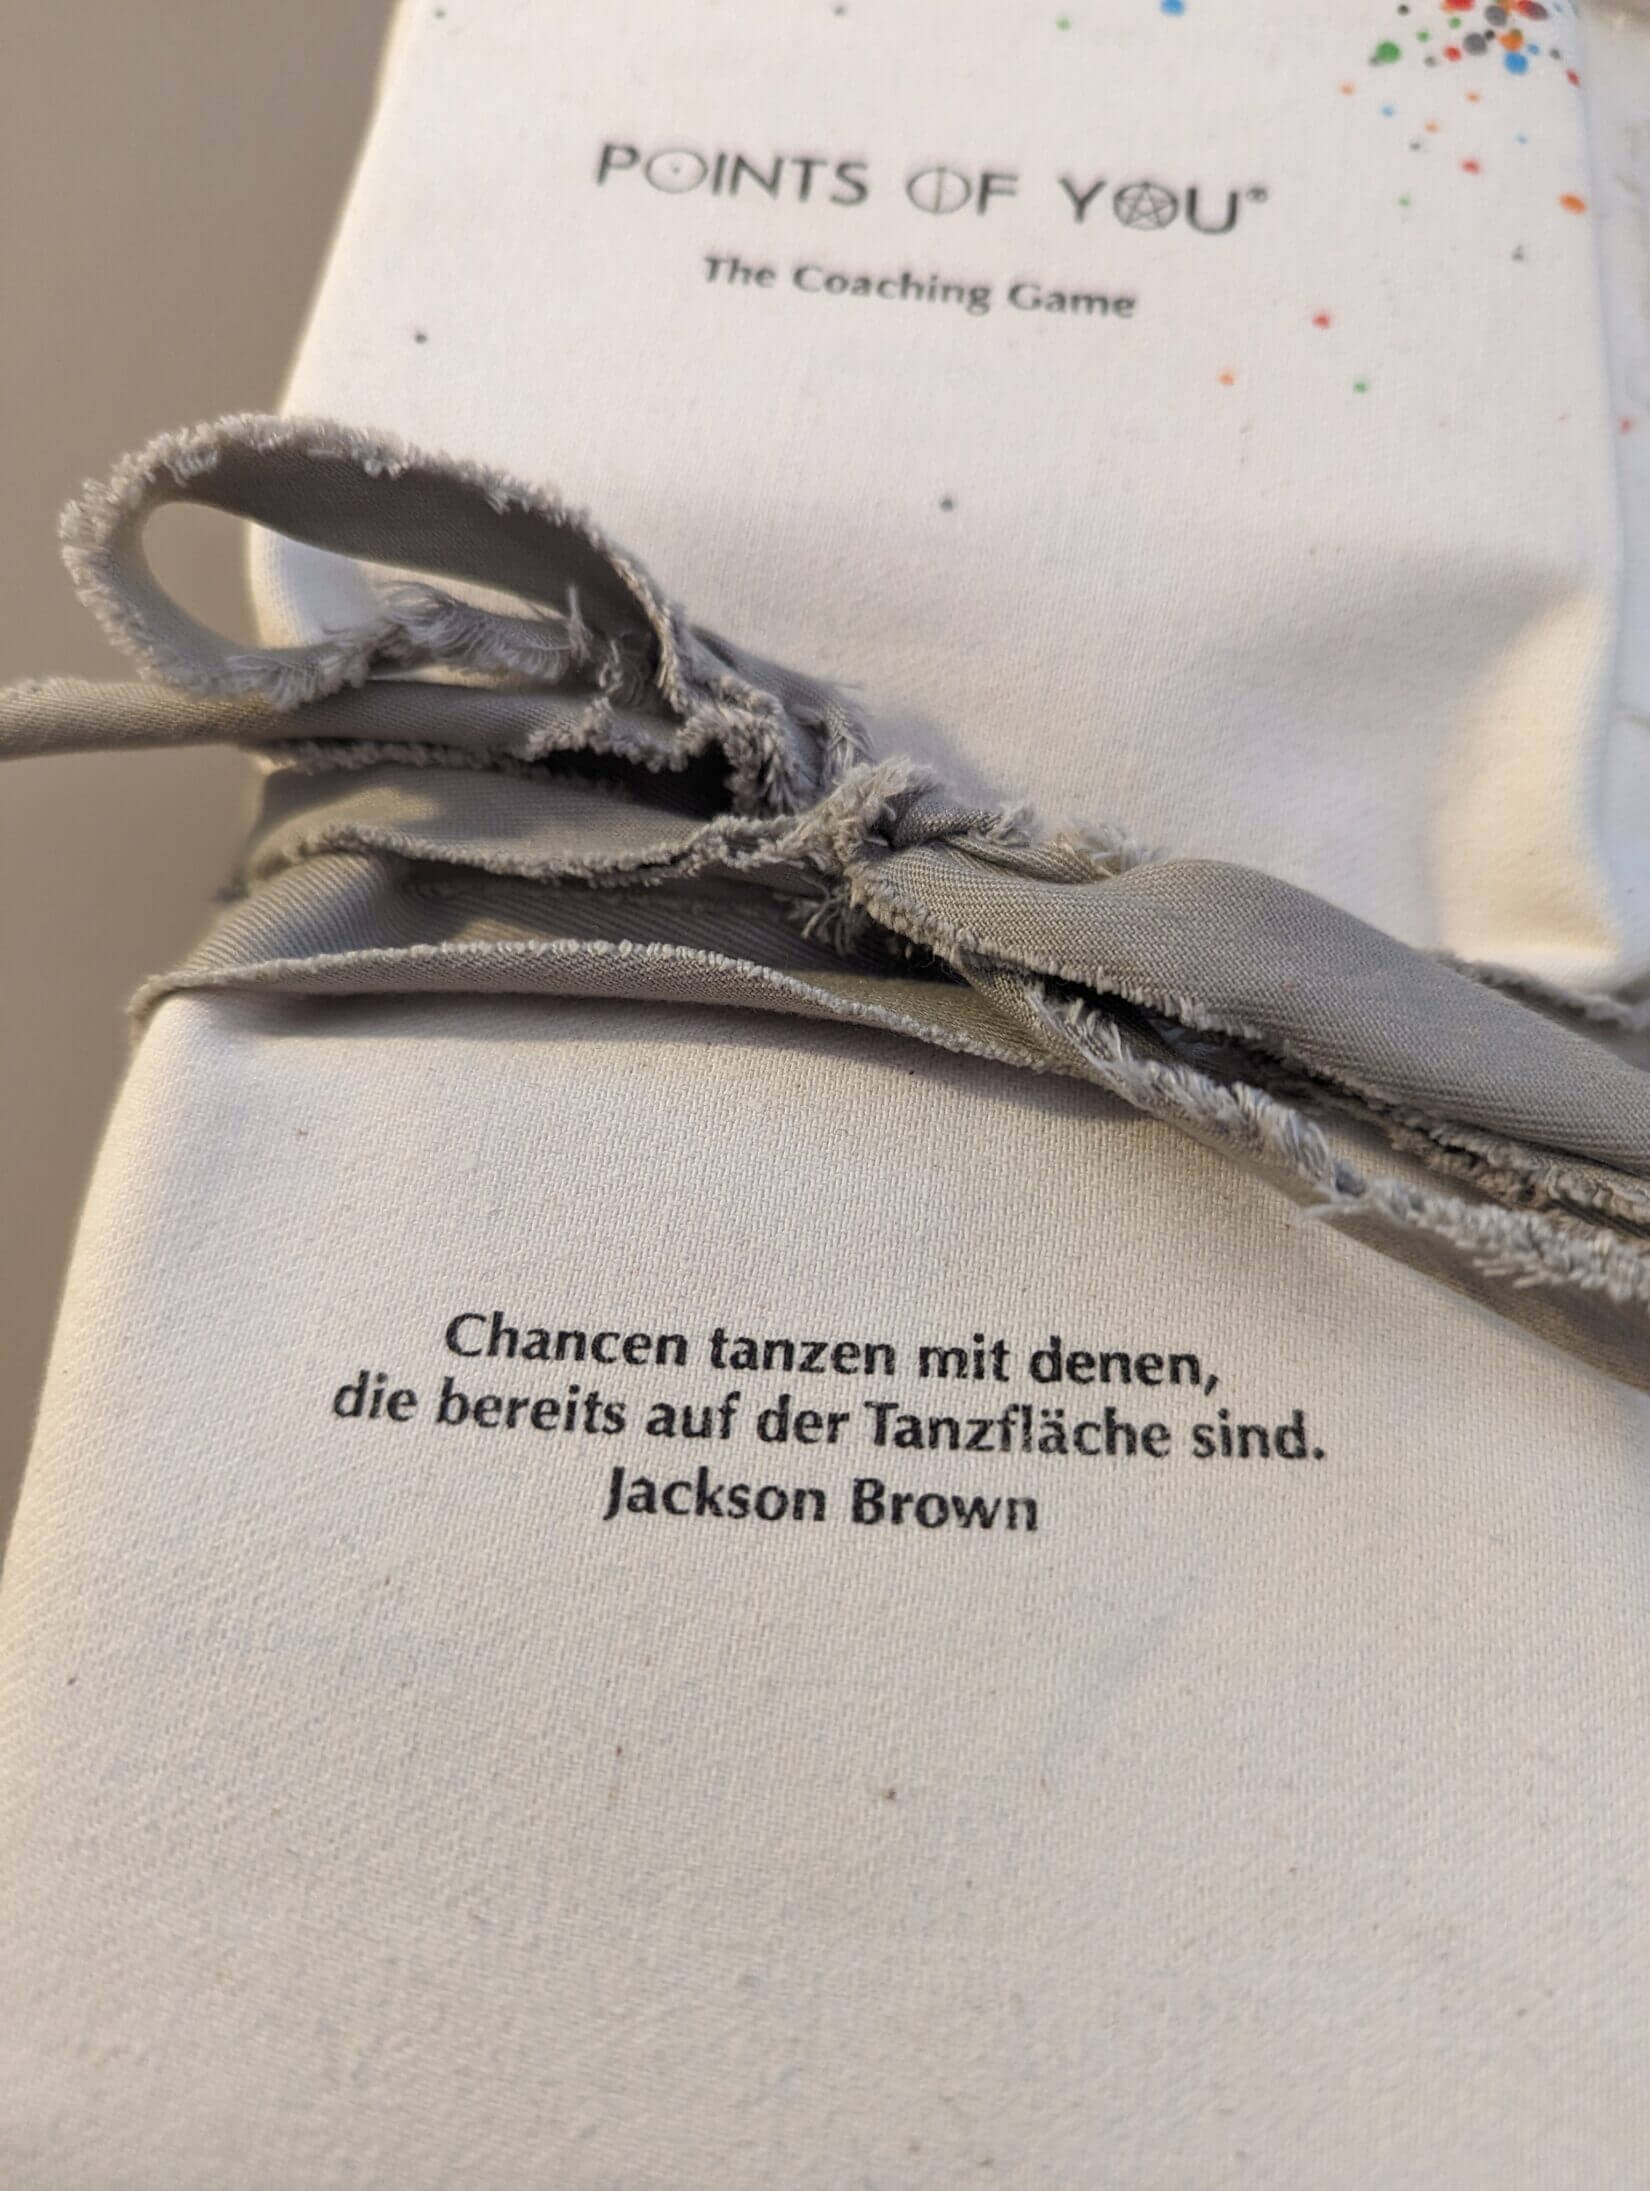 POINTS OF YOU®
The Coaching Game
Chancen tanzen mit denen,
die bereits auf der Tanzfläche sind.
Jackson Brown